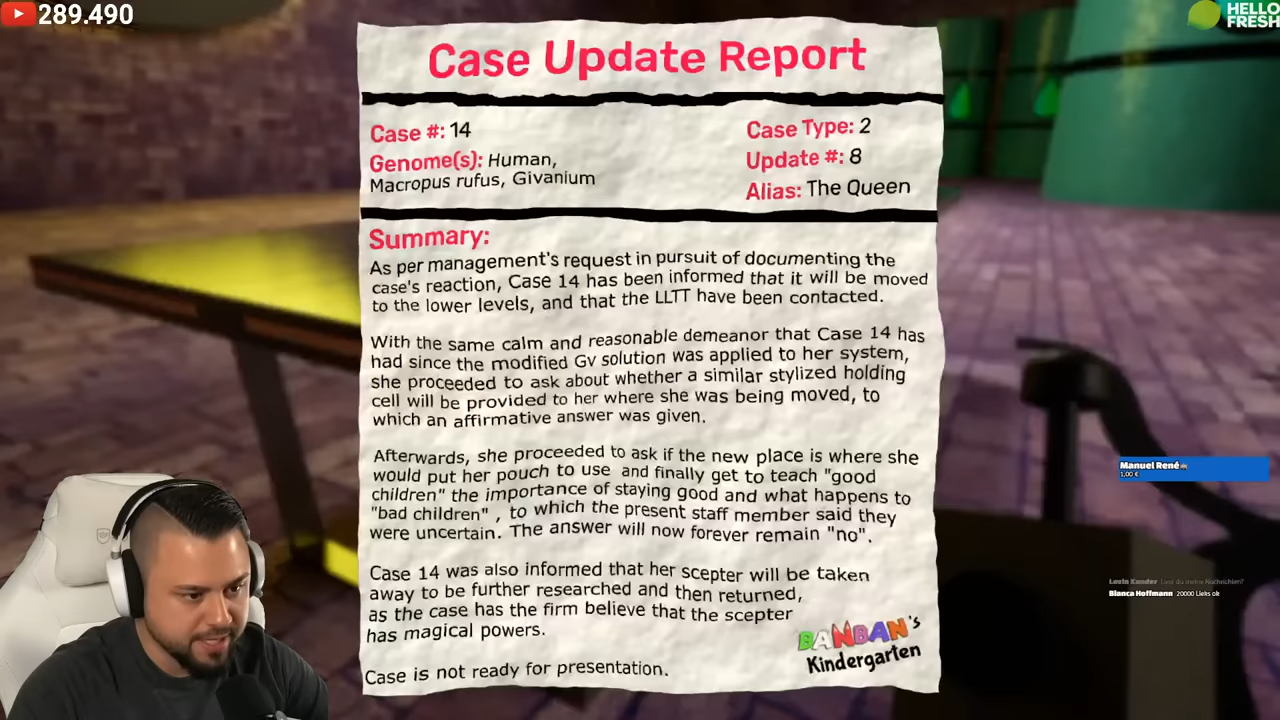 289.490
HELLO
FRESH
Case Update Report
Case #: 14
Case Type: 2
Genome(s): Human,
Macropus rufus, Givanium
Update #: 8
Alias: The Queen
Summary:
As per management's request in pursuit of documenting the
case's reaction, Case 14 has been informed that it will be moved
to the lower levels, and that the LLTT have been contacted.
With the same calm and reasonable demeanor that Case 14 has
had since the modified Gv solution was applied to her system,
she proceeded to ask about whether a similar stylized holding
cell will be provided to her where she was being moved, to
which an affirmative answer was given.
Afterwards, she proceeded to ask if the new place is where she
would put her pouch to use and finally get to teach "good
children" the importance of staying good and what happens to
"bad children" , to which the present staff member said they
were uncertain. The answer will now forever remain "no".
Case 14 was also informed that her scepter will be taken
away to be further researched and then returned,
as the case has the firm believe that the scepter
has magical powers.
Case is not ready for presentation.
BANBAN's
Kindergarten
Manuel René
1,00 €
Bianca Hoffmann 20000 Likes ok